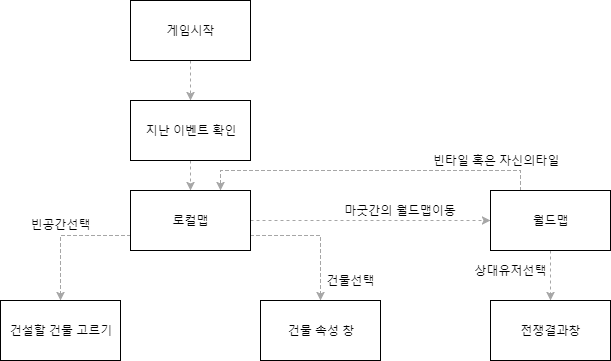 게임시작
지난 이벤트 확인
빈타일 혹은 자신의타일
로컬맵
마굿간의 월드맵이동
월드맵
빈공간선택
건물선택
상대유저선택
건설할 건물 고르기
건물 속성 창
전쟁결과창